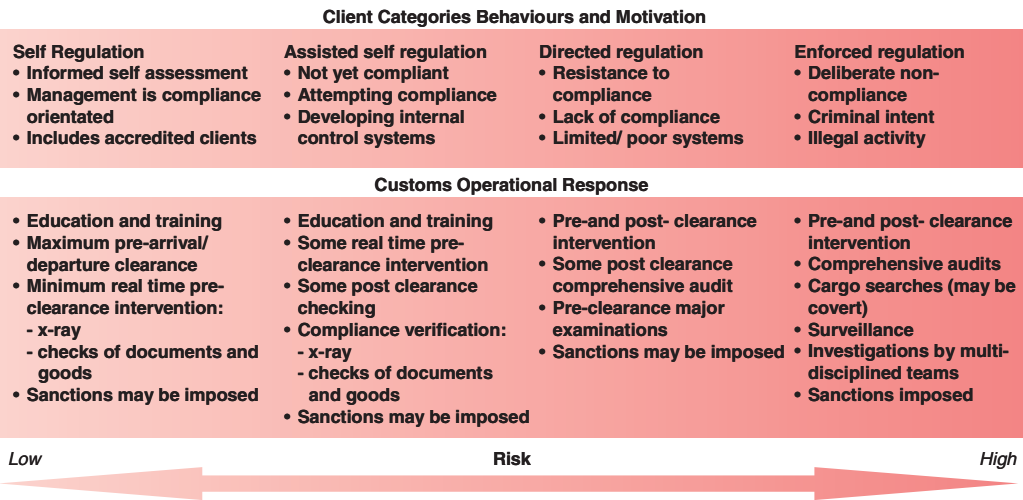 Client Categories Behaviours and Motivation
Self Regulation
• Informed self assessment
• Management is compliance
orientated
• Includes accredited clients
Assisted self regulation
• Not yet compliant
• Attempting compliance
• Developing internal
control systems
Directed regulation
• Resistance to
compliance
• Lack of compliance
• Limited/ poor systems
Enforced regulation
• Deliberate non-
compliance
• Criminal intent
• Illegal activity
Customs Operational Response
• Education and training
• Maximum pre-arrival/
departure clearance
• Minimum real time pre-
clearance intervention:
- x-ray
- checks of documents and
goods
• Sanctions may be imposed
• Education and training
• Some real time pre-
clearance intervention
• Some post clearance
checking
• Compliance verification:
- x-ray
- checks of documents
and goods
• Sanctions may be imposed
• Pre-and post- clearance
intervention
• Some post clearance
comprehensive audit
• Pre-clearance major
examinations
• Sanctions may be imposed
• Pre-and post- clearance
intervention
• Comprehensive audits
• Cargo searches (may be
covert)
• Surveillance
• Investigations by multi-
disciplined teams
• Sanctions imposed
Low
Risk
High